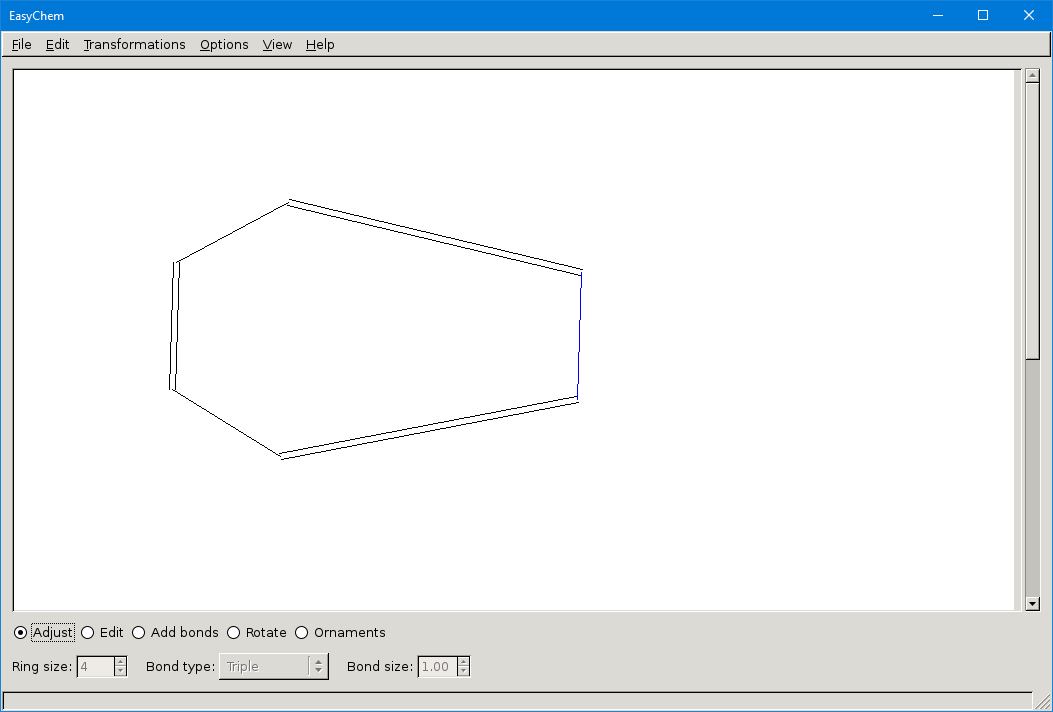 EasyChem
File Edit Transformations Options View Help
Adjust Edit Add bonds Rotate Ornaments
Ring size: 4 Bond type: Triple Bond size: 1.00